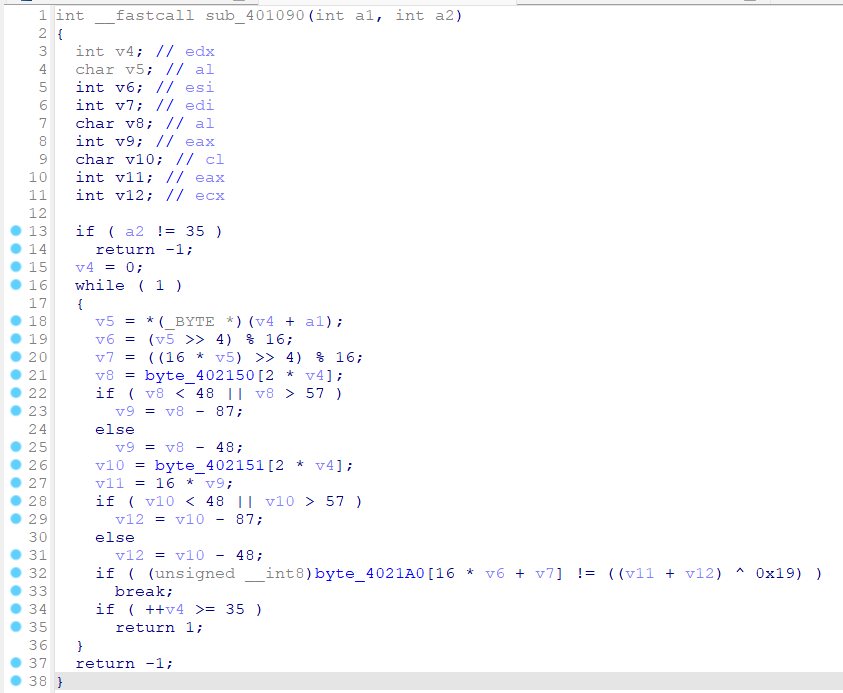 1 int __fastcall sub_401090(int a1, int a2)
2 {
3 int v4; // edx
4 char v5; // al
5 int v6; // esi
6 int v7; // edi
7 char v8; // al
8 int v9; // eax
9 char v10; // cl
10 int v11; // eax
11 int v12; // ecx
12
13 if ( a2 != 35 )
14 return -1;
15 v4 = 0;
16 while ( 1 )
17 {
18 v5 = *(_BYTE *)(v4 + a1);
19 v6 = (v5 >> 4) % 16;
20 v7 = ((16 * v5) >> 4) % 16;
21 v8 = byte_402150[2 * v4];
22 if ( v8 < 48 || v8 > 57 )
23 v9 = v8 - 87;
24 else
25 v9 = v8 - 48;
26 v10 = byte_402151[2 * v4];
27 v11 = 16 * v9;
28 if ( v10 < 48 || v10 > 57 )
29 v12 = v10 - 87;
30 else
31 v12 = v10 - 48;
32 if ( (unsigned __int8)byte_4021A0[16 * v6 + v7] != ((v11 + v12) ^ 0x19) )
33 break;
34 if ( ++v4 >= 35 )
35 return 1;
36 }
37 return -1;
38 }